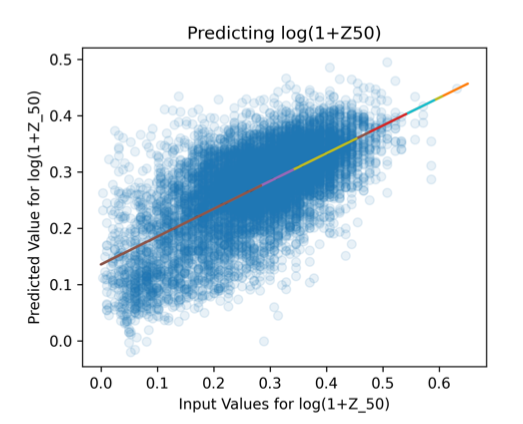 Predicting log(1+Z50)
0.5
0.4
0.3
0.2
0.1
0.0
Predicted Value for log(1+Z_50)
0.0 0.1 0.2 0.3 0.4 0.5 0.6
Input Values for log(1+Z_50)